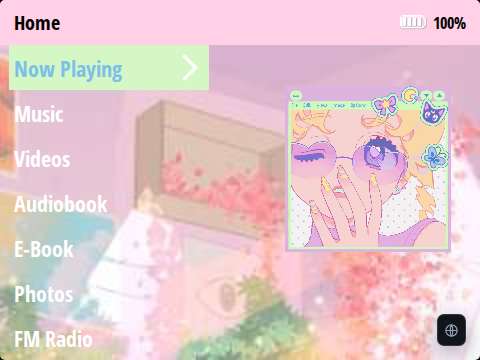 Home
100%
Now Playing
Music
Videos
Audiobook
E-Book
Photos
FM Radio